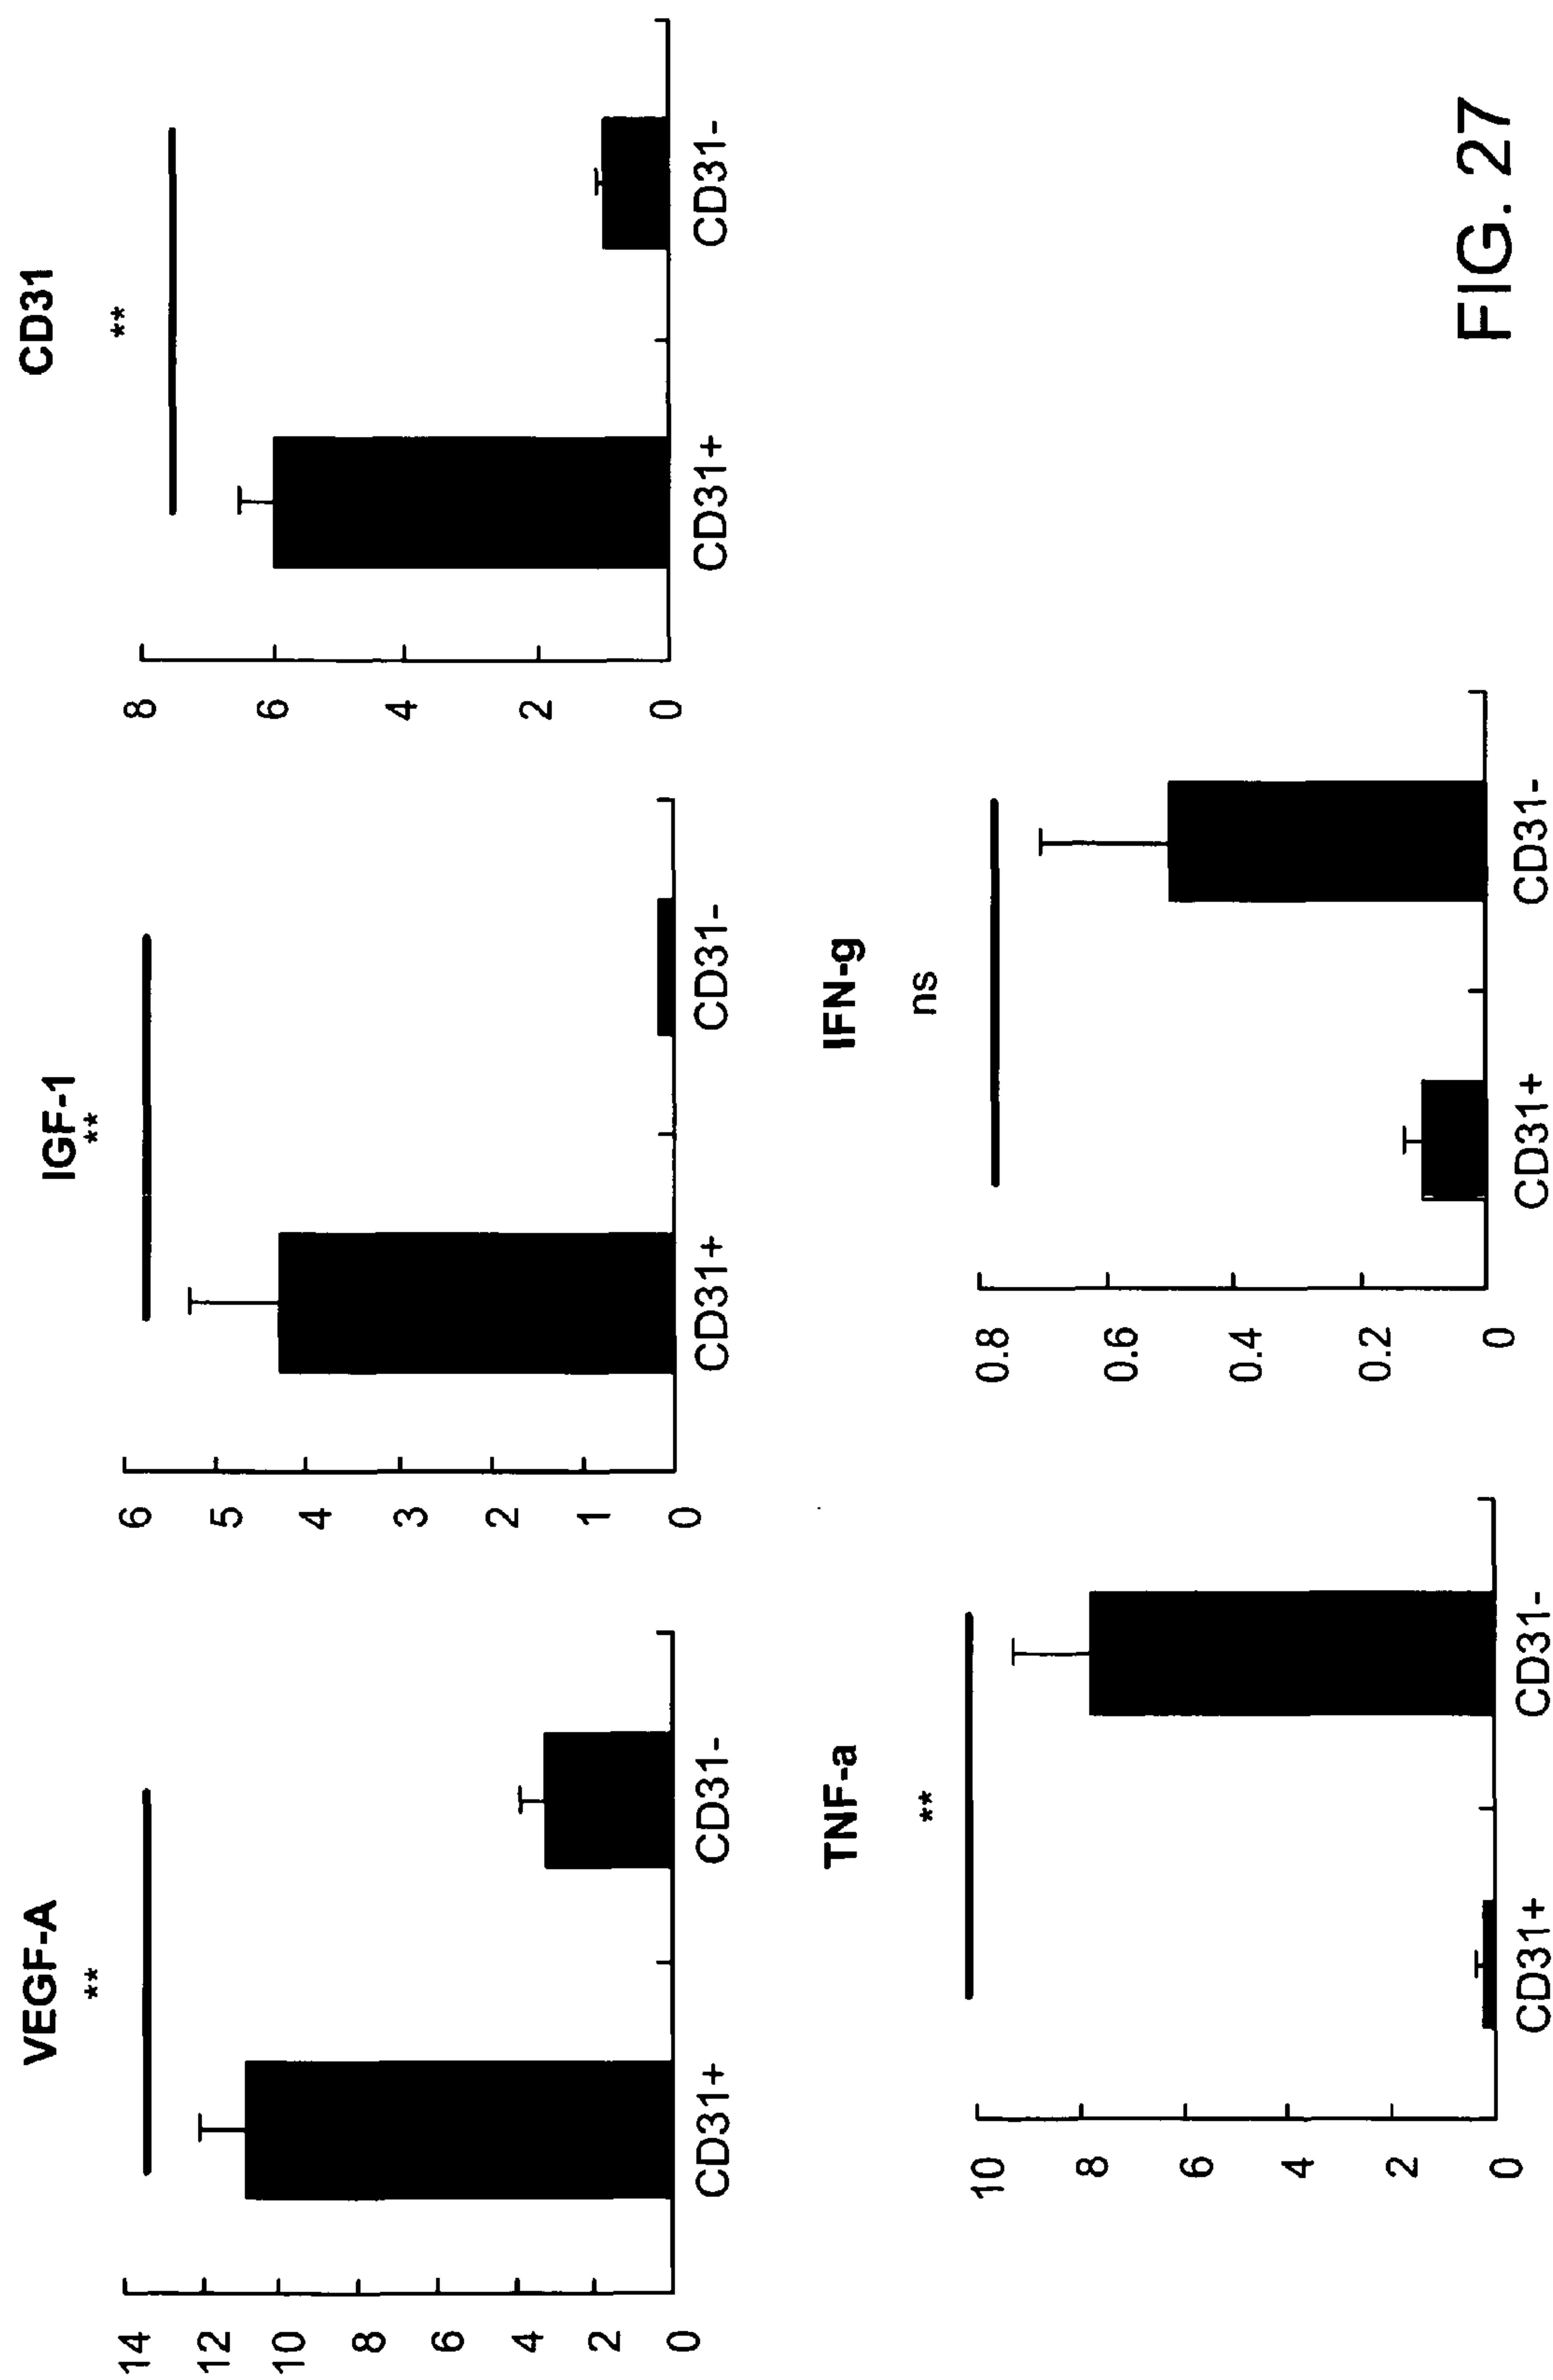 VEGF-A
**
14
12
10
8
6
4
2
0
CD31+ CD31-
IGF-1
**
6
5
4
3
2
1
0
CD31+ CD31-
CD31
**
8
6
4
2
0
CD31+ CD31-
TNF-a
**
10
8
6
4
2
0
CD31+ CD31-
IFN-g
ns
0.8
0.6
0.4
0.2
0
CD31+ CD31-
FIG. 27